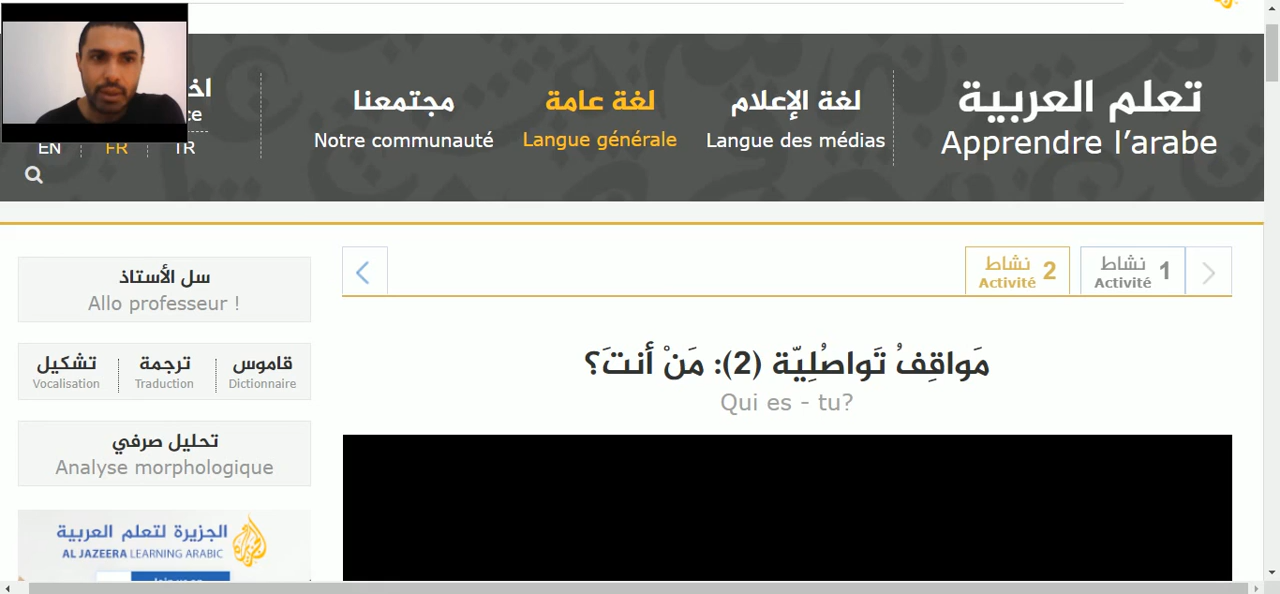 تعلم العربية
Apprendre l'arabe
لغة الإعلام
Langue des médias
لغة عامة
Langue générale
مجتمعنا
Notre communauté
EN
FR
TR
نشاط 1
Activité
نشاط 2
Activité
مَواقِفُ تَواصُلِيّة (2): مَنْ أَنتَ؟
Qui es - tu?
سل الأستاذ
Allo professeur !
قاموس
Dictionnaire
ترجمة
Traduction
تشكيل
Vocalisation
تحليل صرفي
Analyse morphologique
الجزيرة لتعلم العربية
AL JAZEERA LEARNING ARABIC